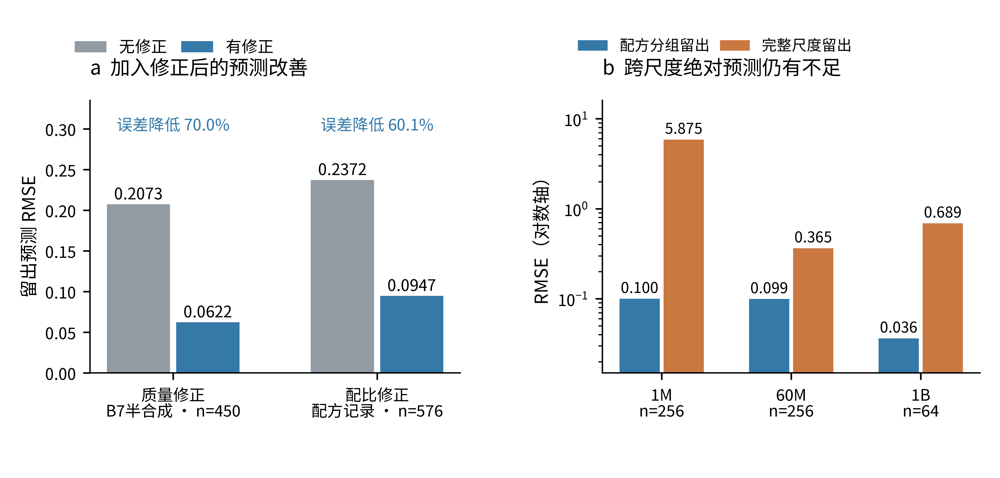 无修正 有修正
a 加入修正后的预测改善
误差降低 70.0% 误差降低 60.1%
留出预测 RMSE
0.30
0.25
0.20
0.15
0.10
0.05
0.00
0.2073
0.0622
0.2372
0.0947
质量修正
B7半合成 · n=450
配比修正
配方记录 · n=576
配方分组留出 完整尺度留出
b 跨尺度绝对预测仍有不足
RMSE（对数轴）
10¹
10⁰
10⁻¹
0.100
5.875
0.099
0.365
0.036
0.689
1M
n=256
60M
n=256
1B
n=64